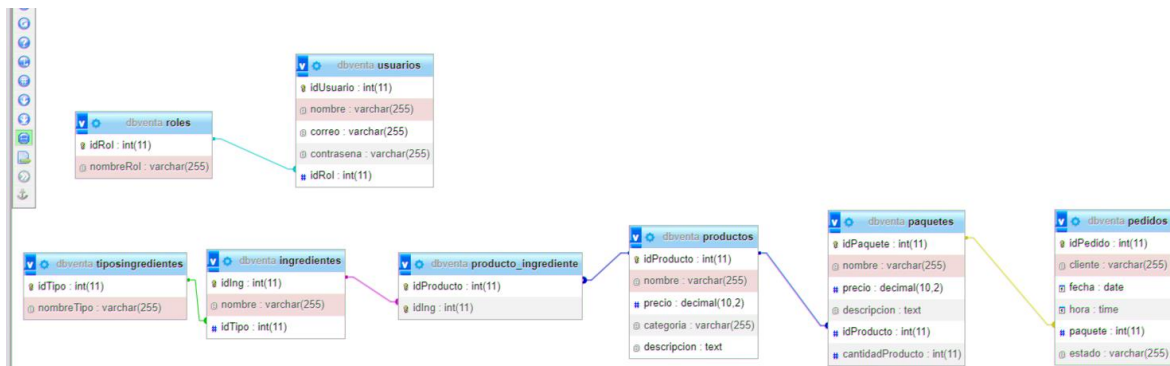 dbventa usuarios
idUsuario : int(11)
nombre : varchar(255)
correo : varchar(255)
contrasena : varchar(255)
idRol : int(11)
dbventa roles
idRol : int(11)
nombreRol : varchar(255)
dbventa tiposingredientes
idTipo : int(11)
nombreTipo : varchar(255)
dbventa ingredientes
idIng : int(11)
nombre : varchar(255)
idTipo : int(11)
dbventa producto_ingrediente
idProducto : int(11)
idIng : int(11)
dbventa productos
idProducto : int(11)
nombre : varchar(255)
precio : decimal(10,2)
categoria : varchar(255)
descripcion : text
dbventa paquetes
idPaquete : int(11)
nombre : varchar(255)
precio : decimal(10,2)
descripcion : text
idProducto : int(11)
cantidadProducto : int(11)
dbventa pedidos
idPedido : int(11)
cliente : varchar(255)
fecha : date
hora : time
paquete : int(11)
estado : varchar(255)